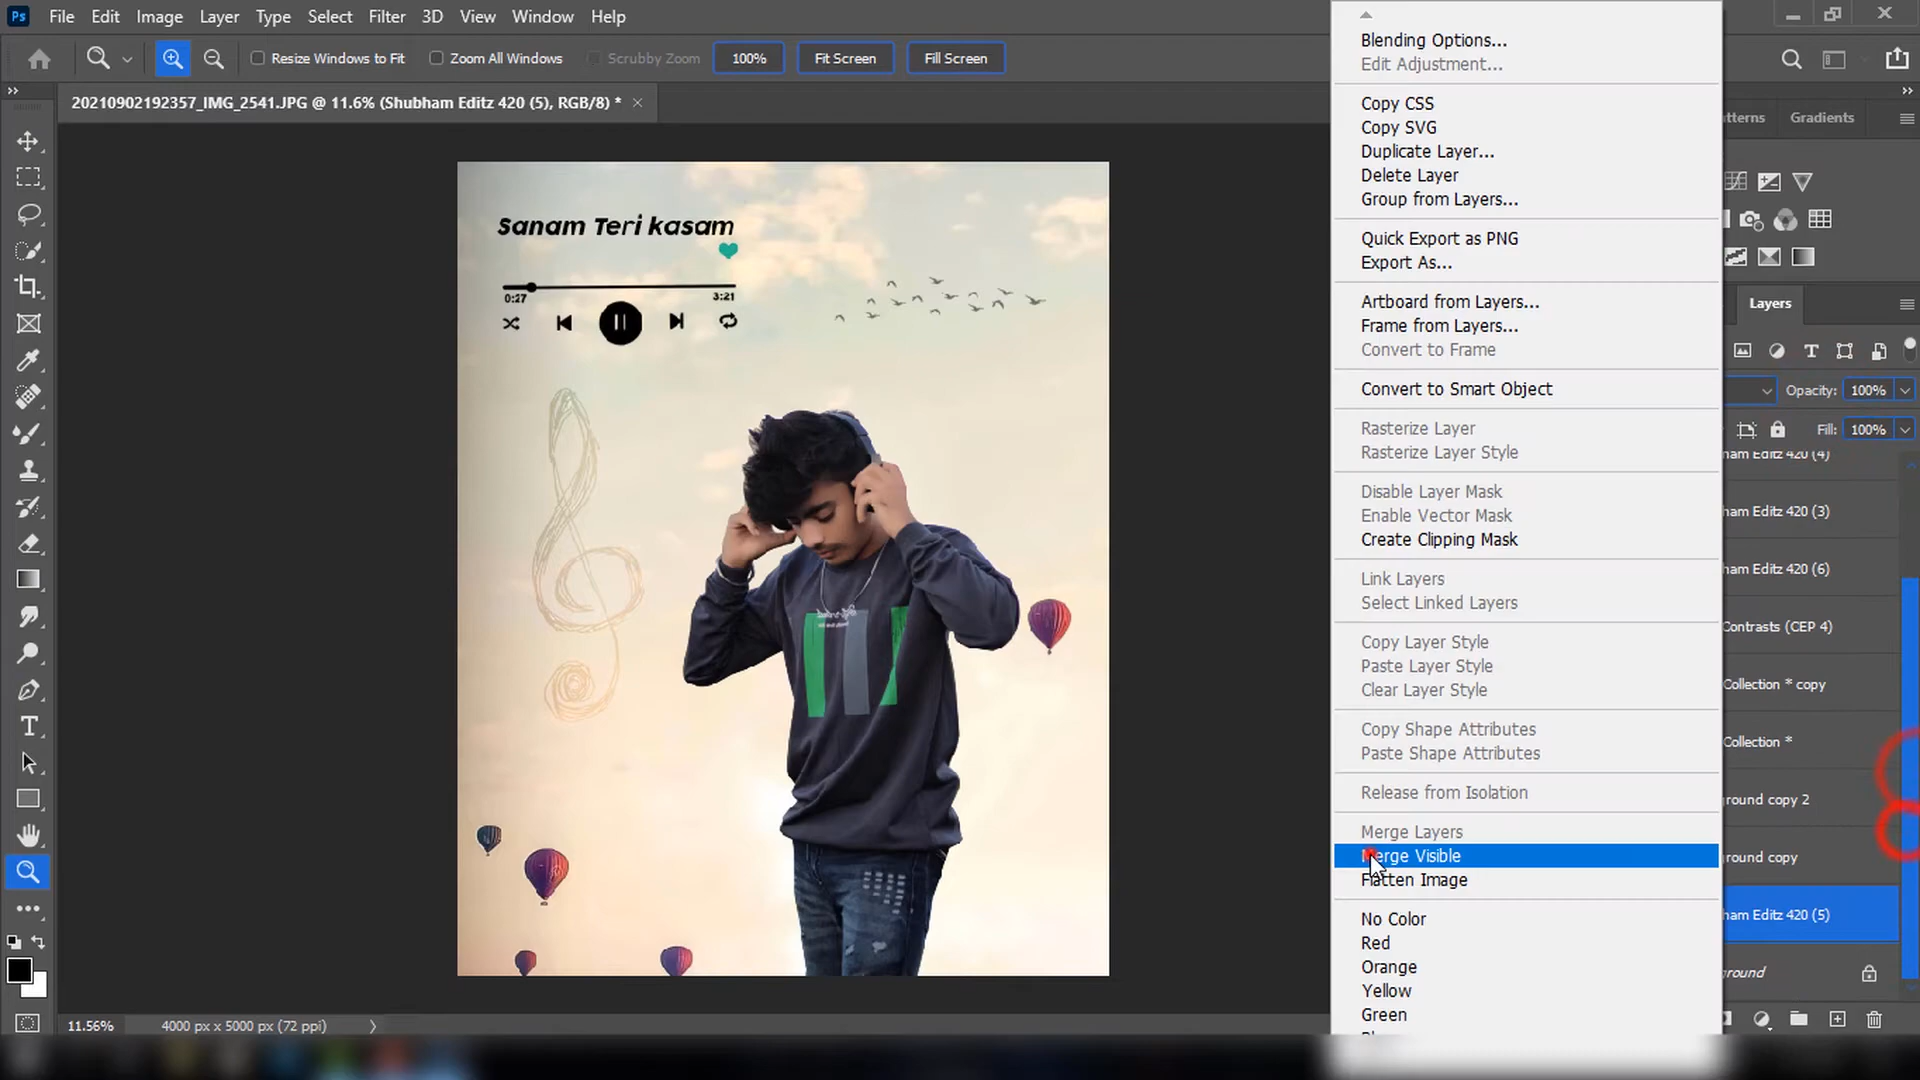 Ps File Edit Image Layer Type Select Filter 3D View Window Help
Resize Windows to Fit Zoom All Windows Scrubby Zoom 100% Fit Screen Fill Screen
20210902192357_IMG_2541.JPG @ 11.6% (Shubham Editz 420 (5), RGB/8) *
Sanam Teri kasam
0:27 3:21
11.56% 4000 px x 5000 px (72 ppi)
Blending Options...
Edit Adjustment...
Copy CSS
Copy SVG
Duplicate Layer...
Delete Layer
Group from Layers...
Quick Export as PNG
Export As...
Artboard from Layers...
Frame from Layers...
Convert to Frame
Convert to Smart Object
Rasterize Layer
Rasterize Layer Style
Disable Layer Mask
Enable Vector Mask
Create Clipping Mask
Link Layers
Select Linked Layers
Copy Layer Style
Paste Layer Style
Clear Layer Style
Copy Shape Attributes
Paste Shape Attributes
Release from Isolation
Merge Layers
Merge Visible
Flatten Image
No Color
Red
Orange
Yellow
Green
tterns Gradients
Layers
Opacity: 100%
Fill: 100%
ham Editz 420 (4)
ham Editz 420 (3)
ham Editz 420 (6)
Contrasts (CEP 4)
Collection * copy
Collection *
ground copy 2
ground copy
ham Editz 420 (5)
ground